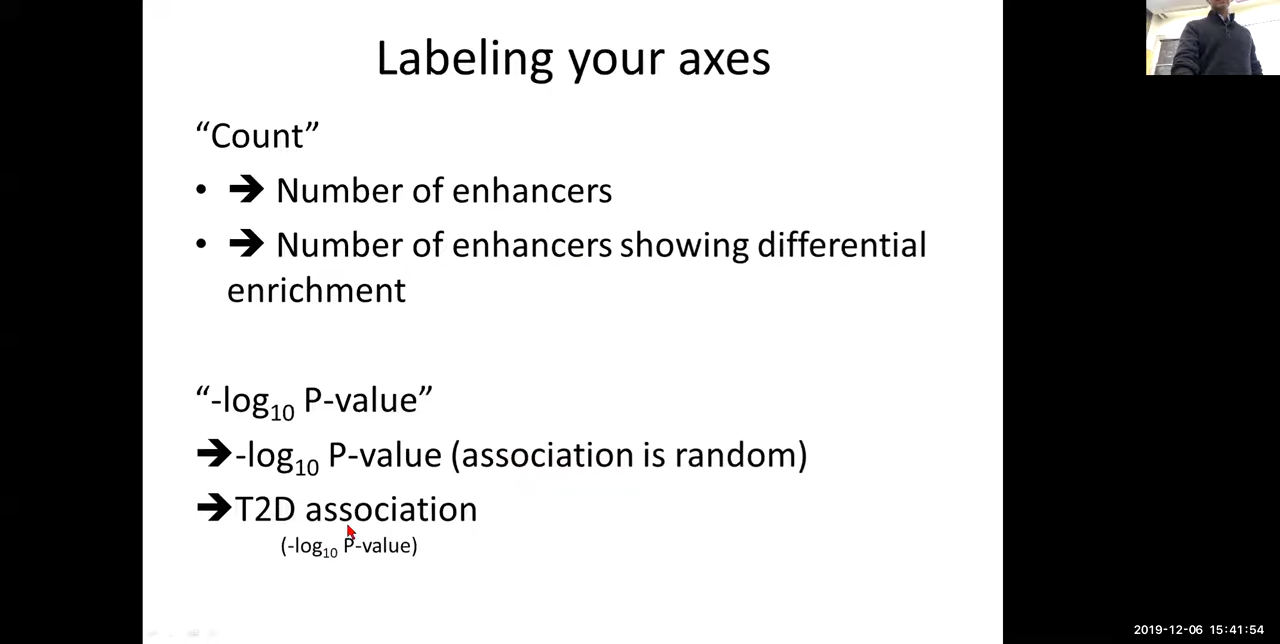 Labeling your axes
“Count”
• ➔ Number of enhancers
• ➔ Number of enhancers showing differential
enrichment
“-log₁₀ P-value”
➔-log₁₀ P-value (association is random)
➔T2D association
(-log₁₀ P-value)
2019-12-06 15:41:54